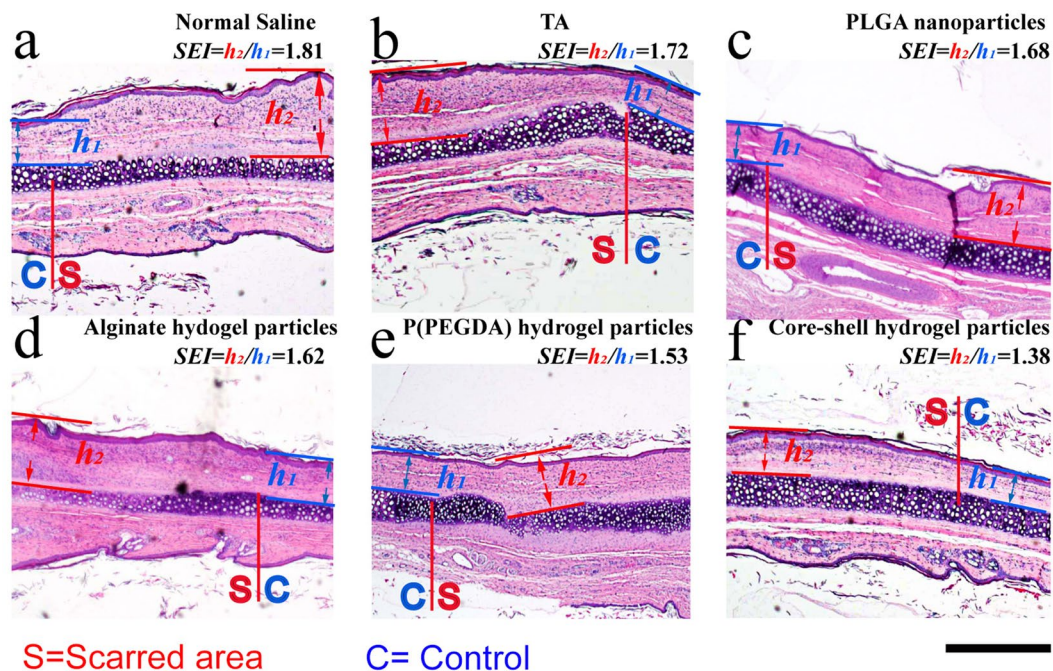 a
Normal Saline
SEI=h₂/h₁=1.81
h₁
h₂
C S
b
TA
SEI=h₂/h₁=1.72
h₂
h₁
S C
c
PLGA nanoparticles
SEI=h₂/h₁=1.68
h₁
h₂
C S
d
Alginate hydogel particles
SEI=h₂/h₁=1.62
h₂
h₁
S C
e
P(PEGDA) hydrogel particles
SEI=h₂/h₁=1.53
h₁
h₂
C S
f
Core-shell hydrogel particles
SEI=h₂/h₁=1.38
S C
h₂
h₁
S=Scarred area
C= Control